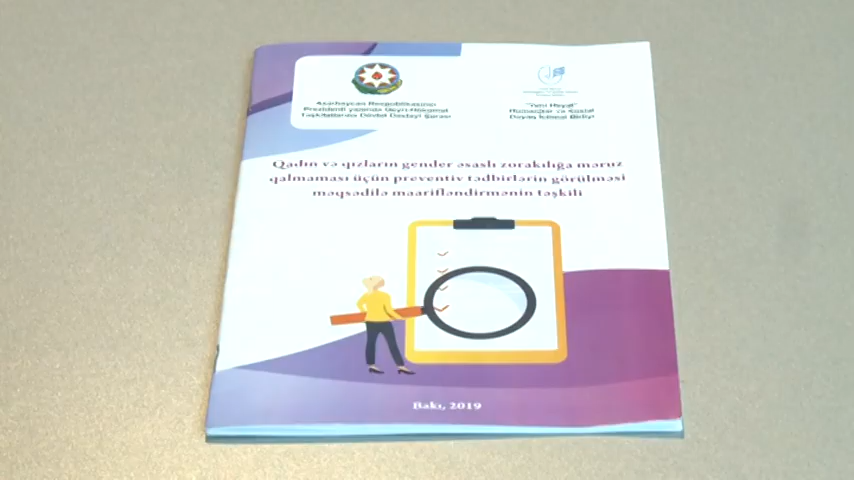 Azərbaycan Respublikasının
Prezidenti yanında Qeyri-Hökumət
Təşkilatlarına Dövlət Dəstəyi Şurası
"Yeni Həyat"
Humanitar və Sosial
Dayaq İctimai Birliyi
Qadın və qızların gender əsaslı zorakılığa məruz
qalmaması üçün preventiv tədbirlərin görülməsi
məqsədilə maarifləndirmənin təşkili
Bakı, 2019